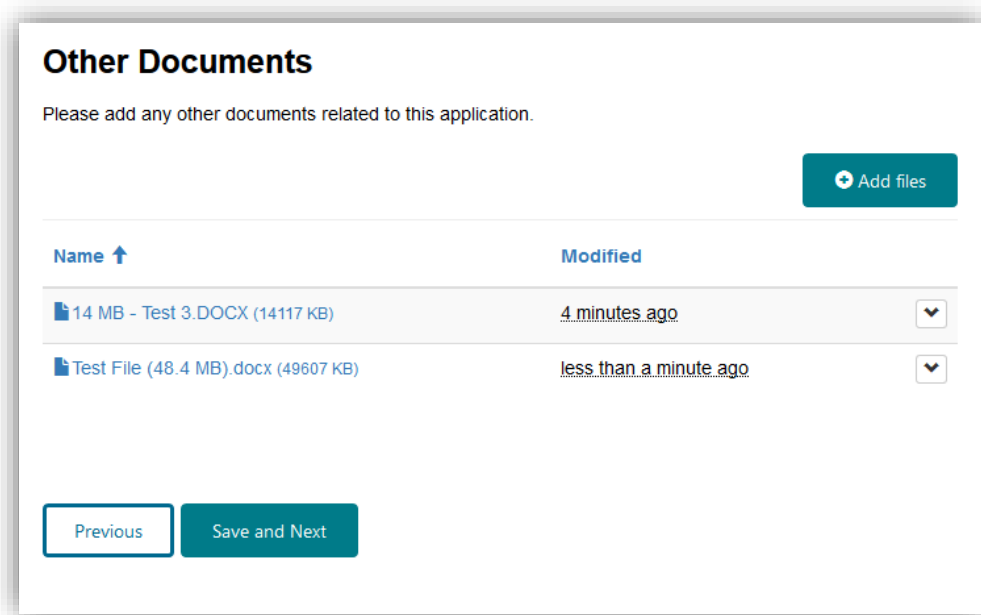 Other Documents
Please add any other documents related to this application.
Add files
Name Modified
14 MB - Test 3.DOCX (14117 KB) 4 minutes ago
Test File (48.4 MB).docx (49607 KB) less than a minute ago
Previous Save and Next